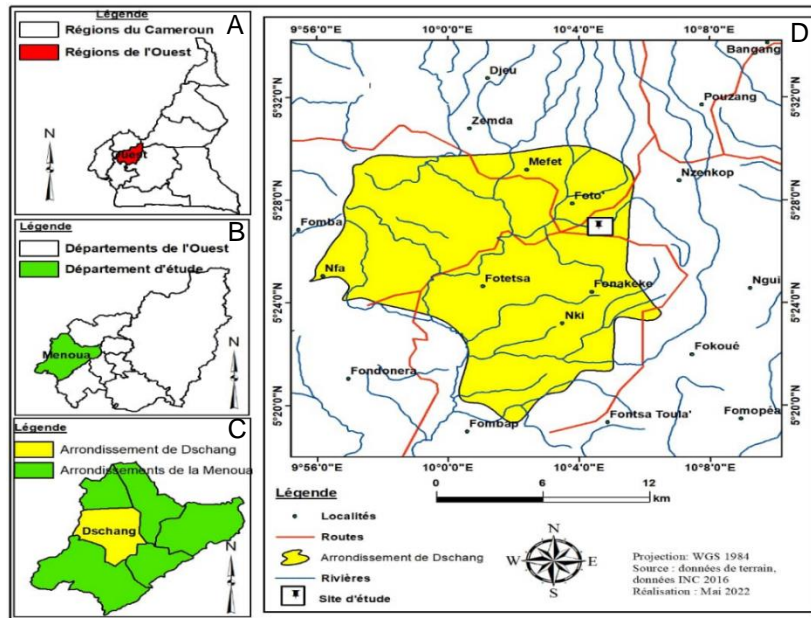 A
Légende
Régions du Cameroun
Régions de l'Ouest
N
Ouest
B
Légende
Départements de l'Ouest
Département d'étude
Menoua
N
C
Légende
Arrondissement de Dschang
Arrondissements de la Menoua
Dschang
N
D
9°56'0"E 10°0'0"E 10°4'0"E 10°8'0"E
Bangang
Djeu
5°32'0"N 5°32'0"N
Pouzang
Zemda
Mefet
Nzenkop
5°28'0"N 5°28'0"N
Foto'
Fomba
Nfa
Fotetsa
Fonakeke
Ngui
5°24'0"N 5°24'0"N
Nki
Fokoué
Fondonera
5°20'0"N 5°20'0"N
Fombap
Fontsa Toula'
Fomopéa
9°56'0"E 10°0'0"E 10°4'0"E 10°8'0"E
Légende
Localités
Routes
Arrondissement de Dschang
Rivières
Site d'étude
0 6 12
km
N
W E
S
Projection: WGS 1984
Source : données de terrain,
données INC 2016
Réalisation : Mai 2022